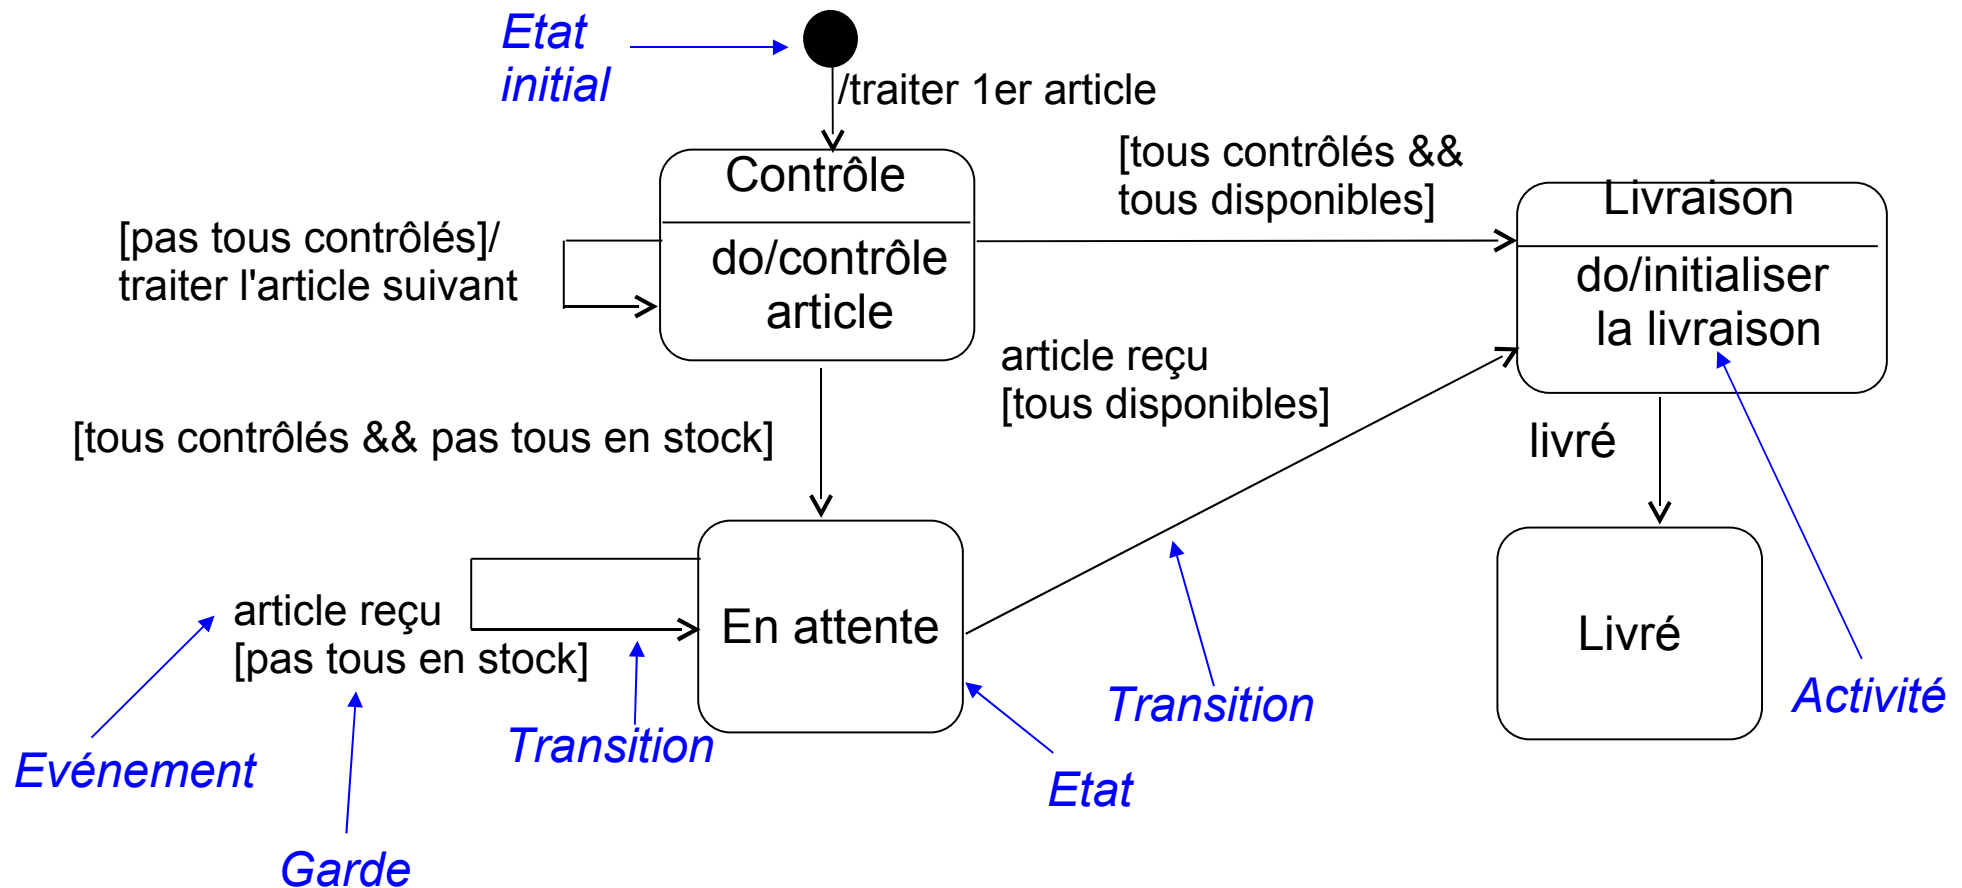 Etat
initial
/traiter 1er article
Contrôle
do/contrôle
article
[pas tous contrôlés]/
traiter l'article suivant
[tous contrôlés &&
tous disponibles]
Livraison
do/initialiser
la livraison
article reçu
[tous disponibles]
[tous contrôlés && pas tous en stock]
livré
article reçu
[pas tous en stock]
En attente
Livré
Evénement
Garde
Transition
Etat
Transition
Activité